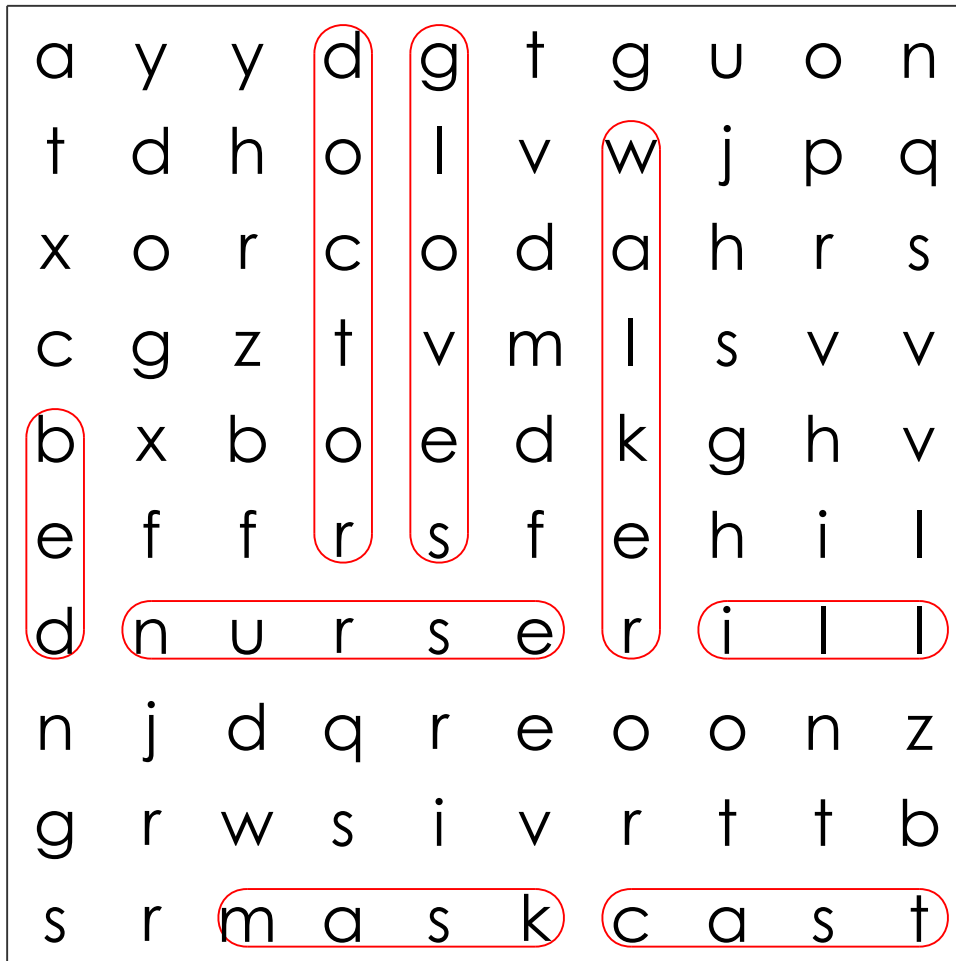 a y y d g t g u o n
t d h o l v w j p q
x o r c o d a h r s
c g z t v m l s v v
b x b o e d k g h v
e f f r s f e h i l
d n u r s e r i l l
n j d q r e o o n z
g r w s i v r t t b
s r m a s k c a s t